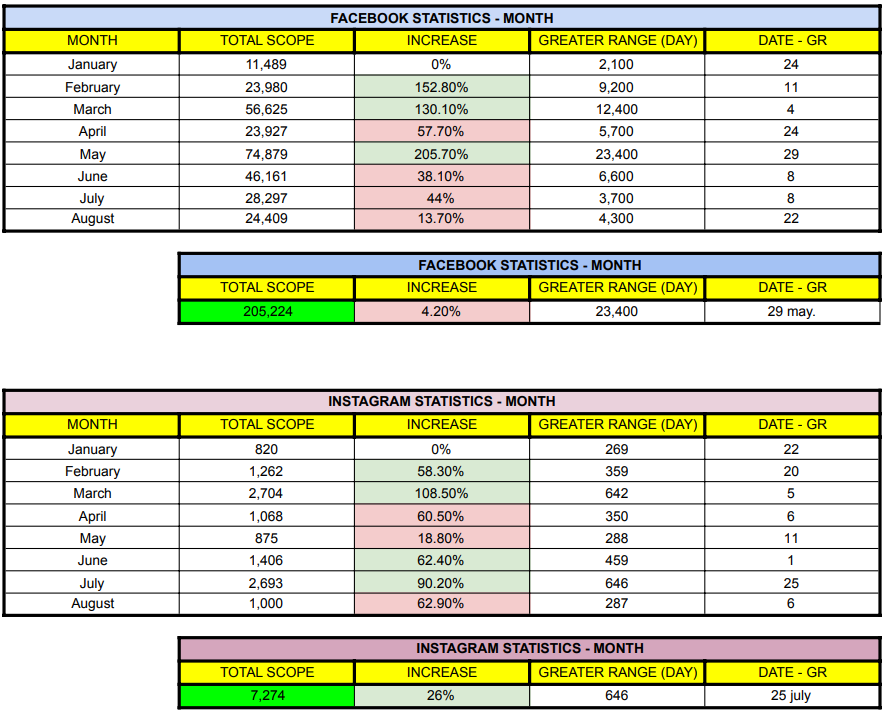 FACEBOOK STATISTICS - MONTH
MONTH TOTAL SCOPE INCREASE GREATER RANGE (DAY) DATE - GR
January 11,489 0% 2,100 24
February 23,980 152.80% 9,200 11
March 56,625 130.10% 12,400 4
April 23,927 57.70% 5,700 24
May 74,879 205.70% 23,400 29
June 46,161 38.10% 6,600 8
July 28,297 44% 3,700 8
August 24,409 13.70% 4,300 22
FACEBOOK STATISTICS - MONTH
TOTAL SCOPE INCREASE GREATER RANGE (DAY) DATE - GR
205,224 4.20% 23,400 29 may.
INSTAGRAM STATISTICS - MONTH
MONTH TOTAL SCOPE INCREASE GREATER RANGE (DAY) DATE - GR
January 820 0% 269 22
February 1,262 58.30% 359 20
March 2,704 108.50% 642 5
April 1,068 60.50% 350 6
May 875 18.80% 288 11
June 1,406 62.40% 459 1
July 2,693 90.20% 646 25
August 1,000 62.90% 287 6
INSTAGRAM STATISTICS - MONTH
TOTAL SCOPE INCREASE GREATER RANGE (DAY) DATE - GR
7,274 26% 646 25 july